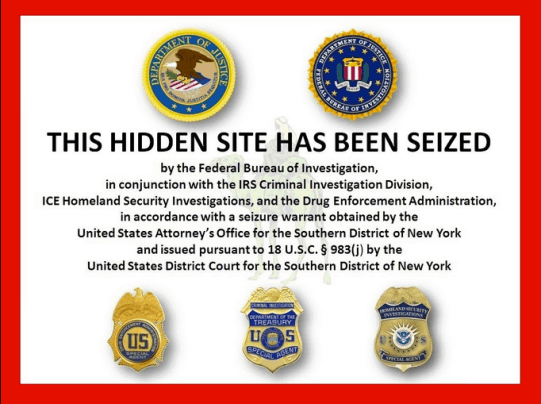 DEPARTMENT OF JUSTICE
DEPARTMENT OF JUSTICE
FEDERAL BUREAU OF INVESTIGATION
THIS HIDDEN SITE HAS BEEN SEIZED
by the Federal Bureau of Investigation,
in conjunction with the IRS Criminal Investigation Division,
ICE Homeland Security Investigations, and the Drug Enforcement Administration,
in accordance with a seizure warrant obtained by the
United States Attorney's Office for the Southern District of New York
and issued pursuant to 18 U.S.C. § 983(j) by the
United States District Court for the Southern District of New York
US
SPECIAL
AGENT
CRIMINAL INVESTIGATION
DEPARTMENT OF THE
TREASURY
U S
SPECIAL AGENT
HOMELAND SECURITY
INVESTIGATIONS
U S
SPECIAL AGENT